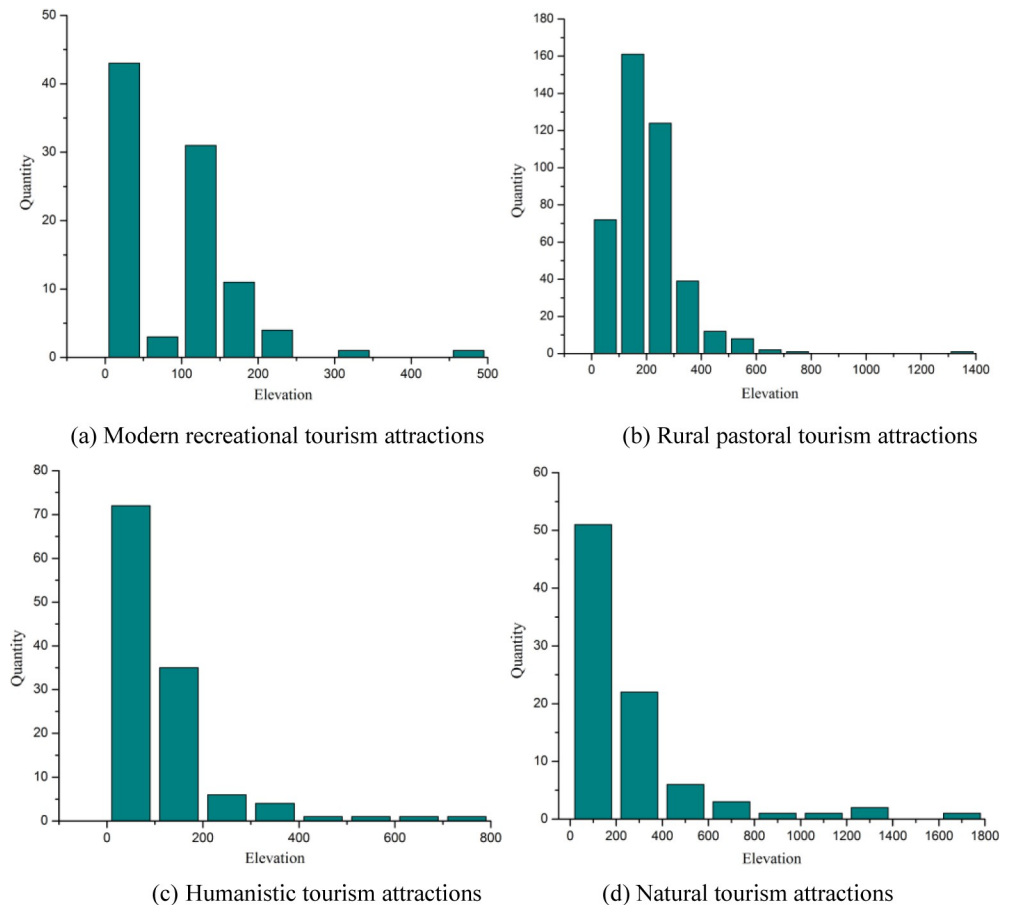 50
40
30
20
10
0
Quantity
0 100 200 300 400 500
Elevation
(a) Modern recreational tourism attractions
180
160
140
120
100
80
60
40
20
0
Quantity
0 200 400 600 800 1000 1200 1400
Elevation
(b) Rural pastoral tourism attractions
80
70
60
50
40
30
20
10
0
Quantity
0 200 400 600 800
Elevation
(c) Humanistic tourism attractions
60
50
40
30
20
10
0
Quantity
0 200 400 600 800 1000 1200 1400 1600 1800
Elevation
(d) Natural tourism attractions